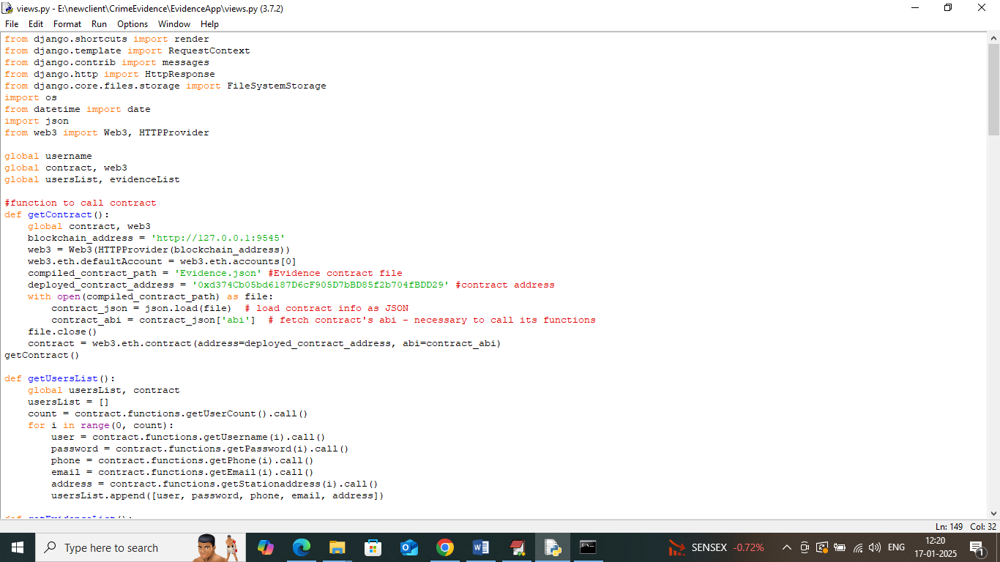 views.py - E:\newclient\CrimeEvidence\EvidenceApp\views.py (3.7.2)
File Edit Format Run Options Window Help
from django.shortcuts import render
from django.template import RequestContext
from django.contrib import messages
from django.http import HttpResponse
from django.core.files.storage import FileSystemStorage
import os
from datetime import date
import json
from web3 import Web3, HTTPProvider

global username
global contract, web3
global usersList, evidenceList

#function to call contract
def getContract():
    global contract, web3
    blockchain_address = 'http://127.0.0.1:9545'
    web3 = Web3(HTTPProvider(blockchain_address))
    web3.eth.defaultAccount = web3.eth.accounts[0]
    compiled_contract_path = 'Evidence.json' #Evidence contract file
    deployed_contract_address = '0xd374Cb05bd6187D6cF905D7bBD85f2b704fBDD29' #contract address
    with open(compiled_contract_path) as file:
        contract_json = json.load(file)  # load contract info as JSON
        contract_abi = contract_json['abi']  # fetch contract's abi - necessary to call its functions
    file.close()
    contract = web3.eth.contract(address=deployed_contract_address, abi=contract_abi)
getContract()

def getUsersList():
    global usersList, contract
    usersList = []
    count = contract.functions.getUserCount().call()
    for i in range(0, count):
        user = contract.functions.getUsername(i).call()
        password = contract.functions.getPassword(i).call()
        phone = contract.functions.getPhone(i).call()
        email = contract.functions.getEmail(i).call()
        address = contract.functions.getStationaddress(i).call()
        usersList.append([user, password, phone, email, address])

def getEvidenceList():
Ln: 149 Col: 32
Type here to search
SENSEX -0.72%
ENG
12:20
17-01-2025
1